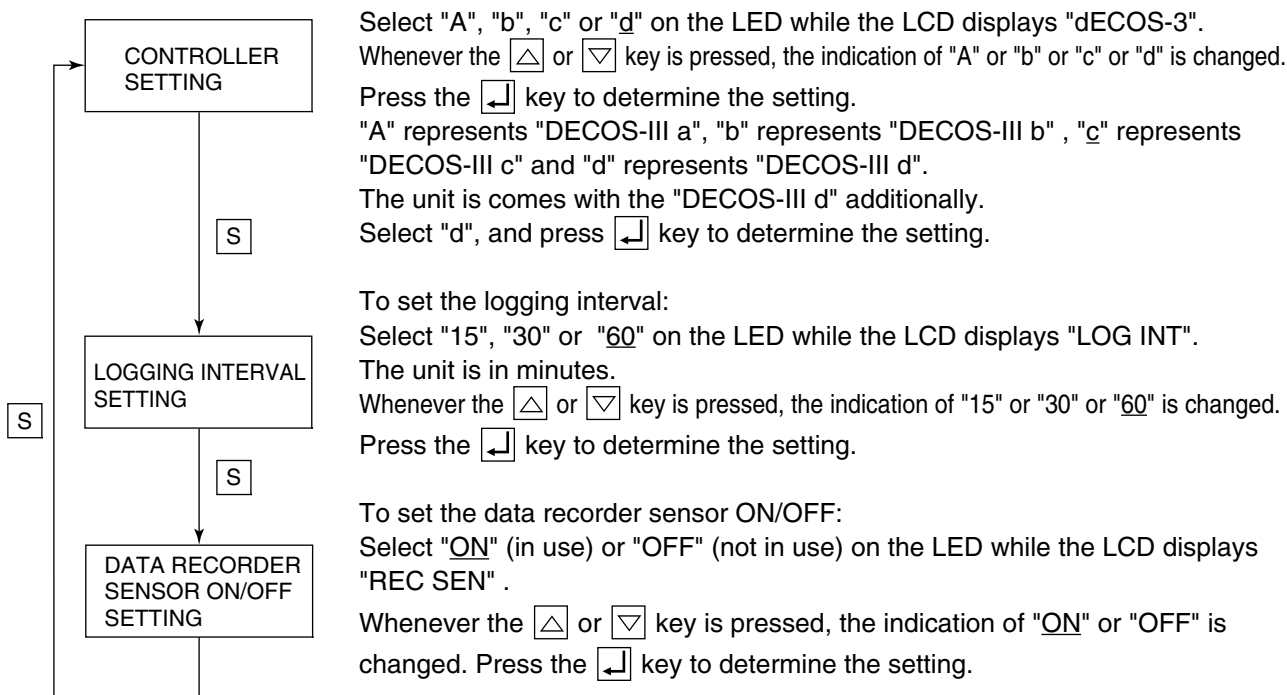 CONTROLLER
SETTING
S
LOGGING INTERVAL
SETTING
S
S
DATA RECORDER
SENSOR ON/OFF
SETTING
Select "A", "b", "c" or "d" on the LED while the LCD displays "dECOS-3".
Whenever the △ or ▽ key is pressed, the indication of "A" or "b" or "c" or "d" is changed.
Press the ↵ key to determine the setting.
"A" represents "DECOS-III a", "b" represents "DECOS-III b" , "c" represents
"DECOS-III c" and "d" represents "DECOS-III d".
The unit is comes with the "DECOS-III d" additionally.
Select "d", and press ↵ key to determine the setting.
To set the logging interval:
Select "15", "30" or "60" on the LED while the LCD displays "LOG INT".
The unit is in minutes.
Whenever the △ or ▽ key is pressed, the indication of "15" or "30" or "60" is changed.
Press the ↵ key to determine the setting.
To set the data recorder sensor ON/OFF:
Select "ON" (in use) or "OFF" (not in use) on the LED while the LCD displays
"REC SEN" .
Whenever the △ or ▽ key is pressed, the indication of "ON" or "OFF" is
changed. Press the ↵ key to determine the setting.